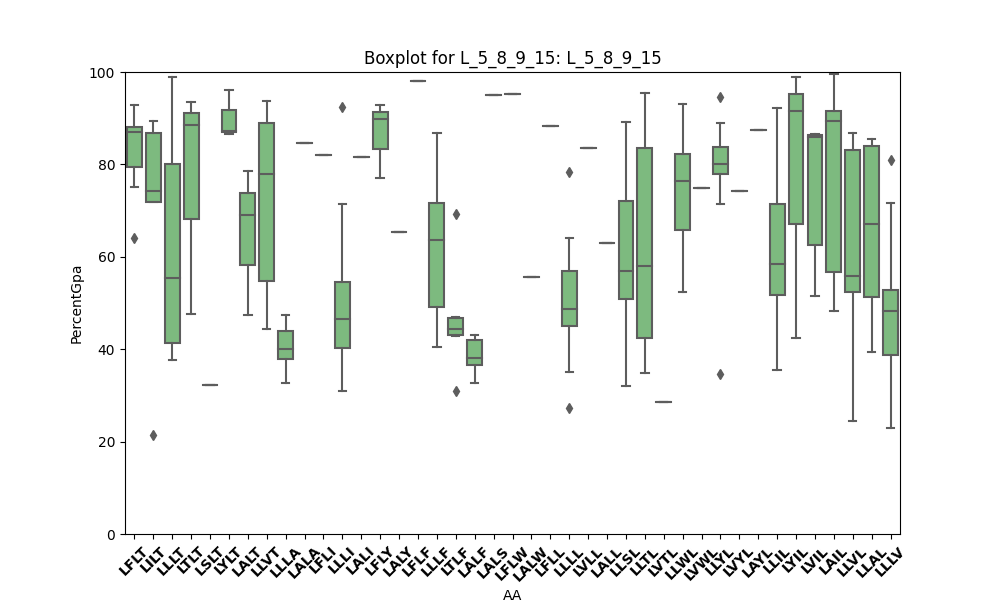 Boxplot for L_5_8_9_15: L_5_8_9_15
PercentGpa
100
80
60
40
20
0
LFLT LILT LLLT LTLT LSLT LYLT LALT LLVT LLLA LALA LFLI LLLI LALI LFLY LALY LFLF LLLF LTLF LALF LALS LFLW LALW LFLL LLLL LVLL LALL LLSL LLTL LVTL LLWL LVWL LLYL LVYL LAYL LLIL LYIL LVIL LAIL LLVL LLAL LLLV
AA